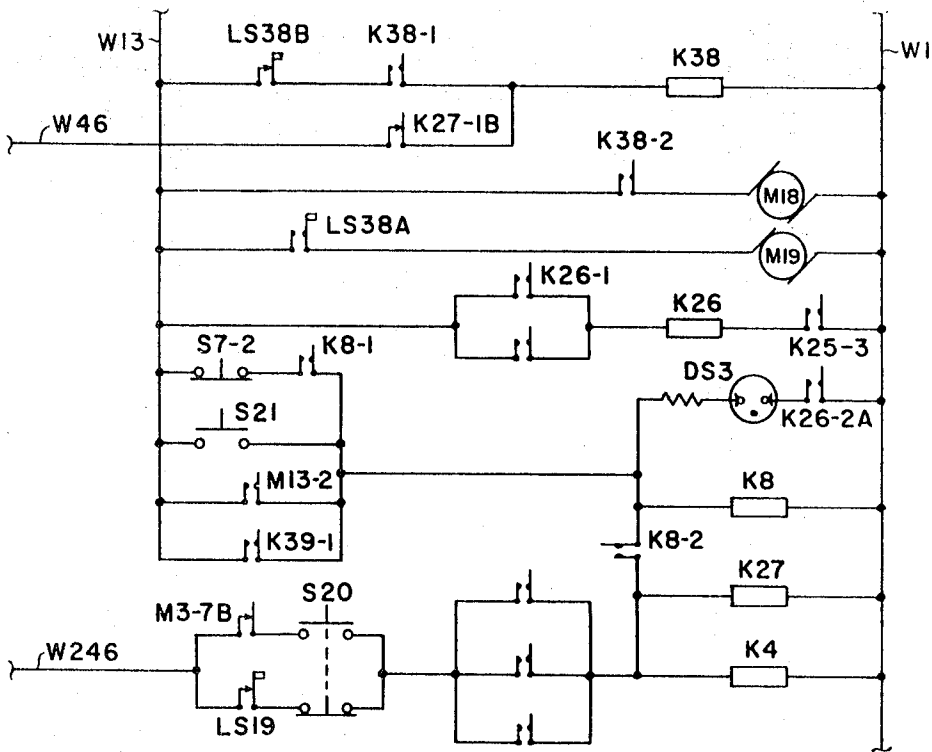 W13
LS38B
K38-1
K38
W1
W46
K27-1B
K38-2
M18
LS38A
M19
K26-1
K26
K25-3
S7-2
K8-1
DS3
K26-2A
S21
M13-2
K8
K39-1
K8-2
K27
M3-7B
S20
W246
K4
LS19